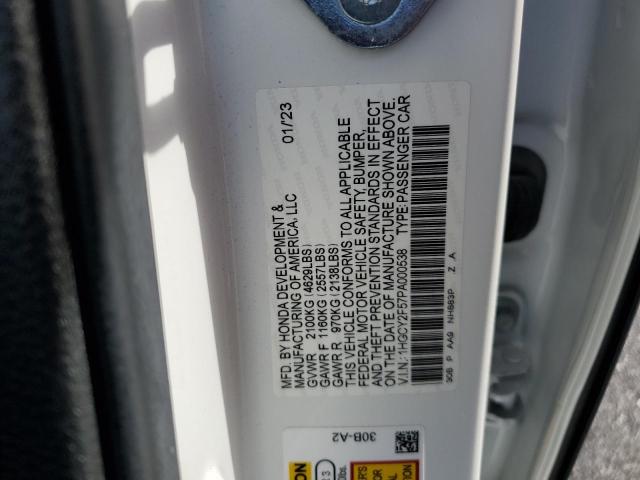 MFD. BY HONDA DEVELOPMENT & 01/'23
MANUFACTURING OF AMERICA, LLC
GVWR 2100KG (4629LBS)
GAWR F 1160KG (2557LBS)
GAWR R 970KG (2138LBS)
THIS VEHICLE CONFORMS TO ALL APPLICABLE
FEDERAL MOTOR VEHICLE SAFETY, BUMPER,
AND THEFT PREVENTION STANDARDS IN EFFECT
ON THE DATE OF MANUFACTURE SHOWN ABOVE.
V.I.N.: 1HGCY2F57PA000538 TYPE:PASSENGER CAR
30B P AA9 NH883P Z A
30B-A2